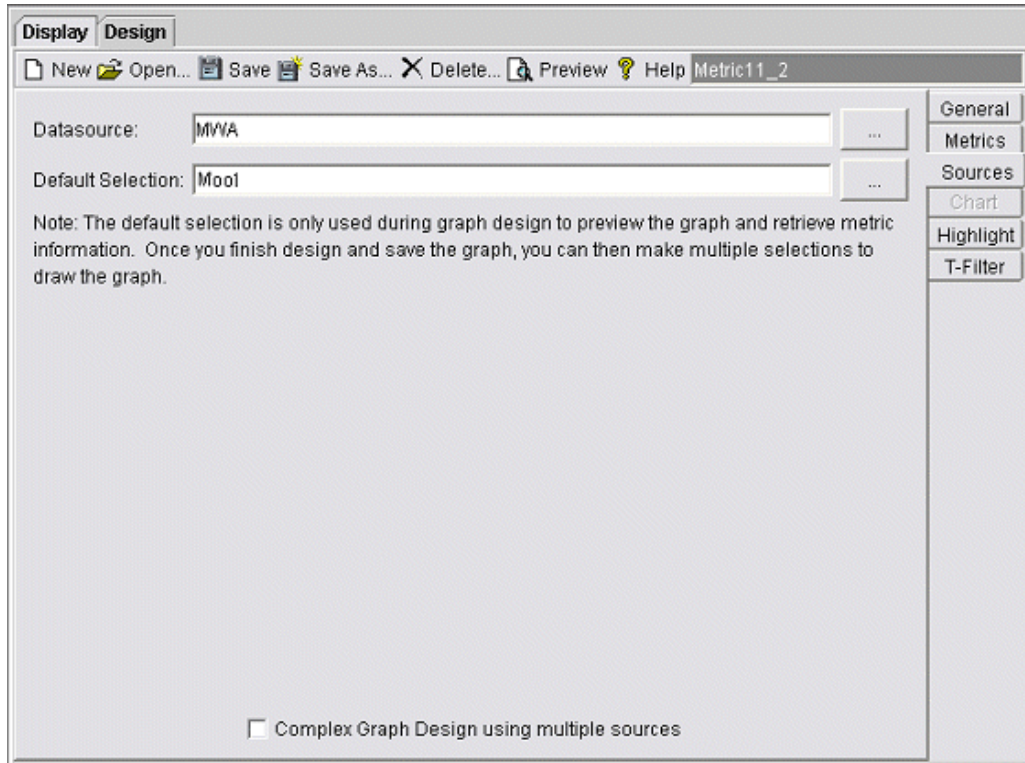 Display Design
New Open... Save Save As... Delete... Preview Help Metric11_2
General
Metrics
Sources
Chart
Highlight
T-Filter
Datasource: MWA ...
Default Selection: Moo1 ...
Note: The default selection is only used during graph design to preview the graph and retrieve metric
information. Once you finish design and save the graph, you can then make multiple selections to
draw the graph.
Complex Graph Design using multiple sources